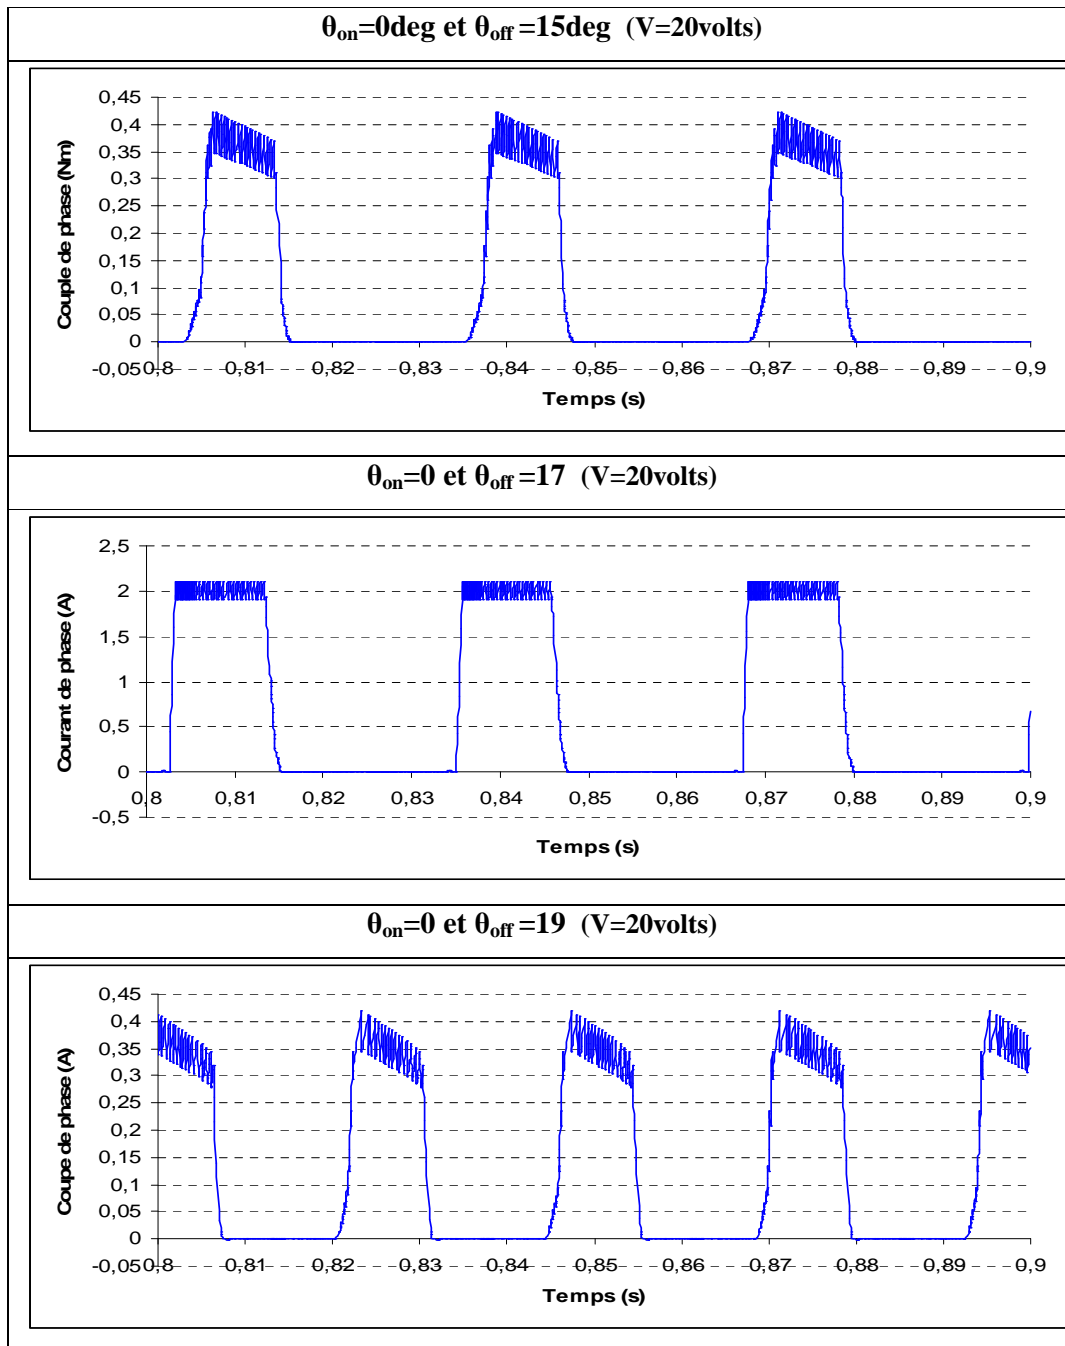 θon=0deg et θoff =15deg (V=20volts)
0,45
0,4
0,35
0,3
0,25
0,2
0,15
0,1
0,05
0
-0,05
Couple de phase (Nm)
0,8 0,81 0,82 0,83 0,84 0,85 0,86 0,87 0,88 0,89 0,9
Temps (s)
θon=0 et θoff =17 (V=20volts)
2,5
2
1,5
1
0,5
0
-0,5
Courant de phase (A)
0,8 0,81 0,82 0,83 0,84 0,85 0,86 0,87 0,88 0,89 0,9
Temps (s)
θon=0 et θoff =19 (V=20volts)
0,45
0,4
0,35
0,3
0,25
0,2
0,15
0,1
0,05
0
-0,05
Coupe de phase (A)
0,8 0,81 0,82 0,83 0,84 0,85 0,86 0,87 0,88 0,89 0,9
Temps (s)